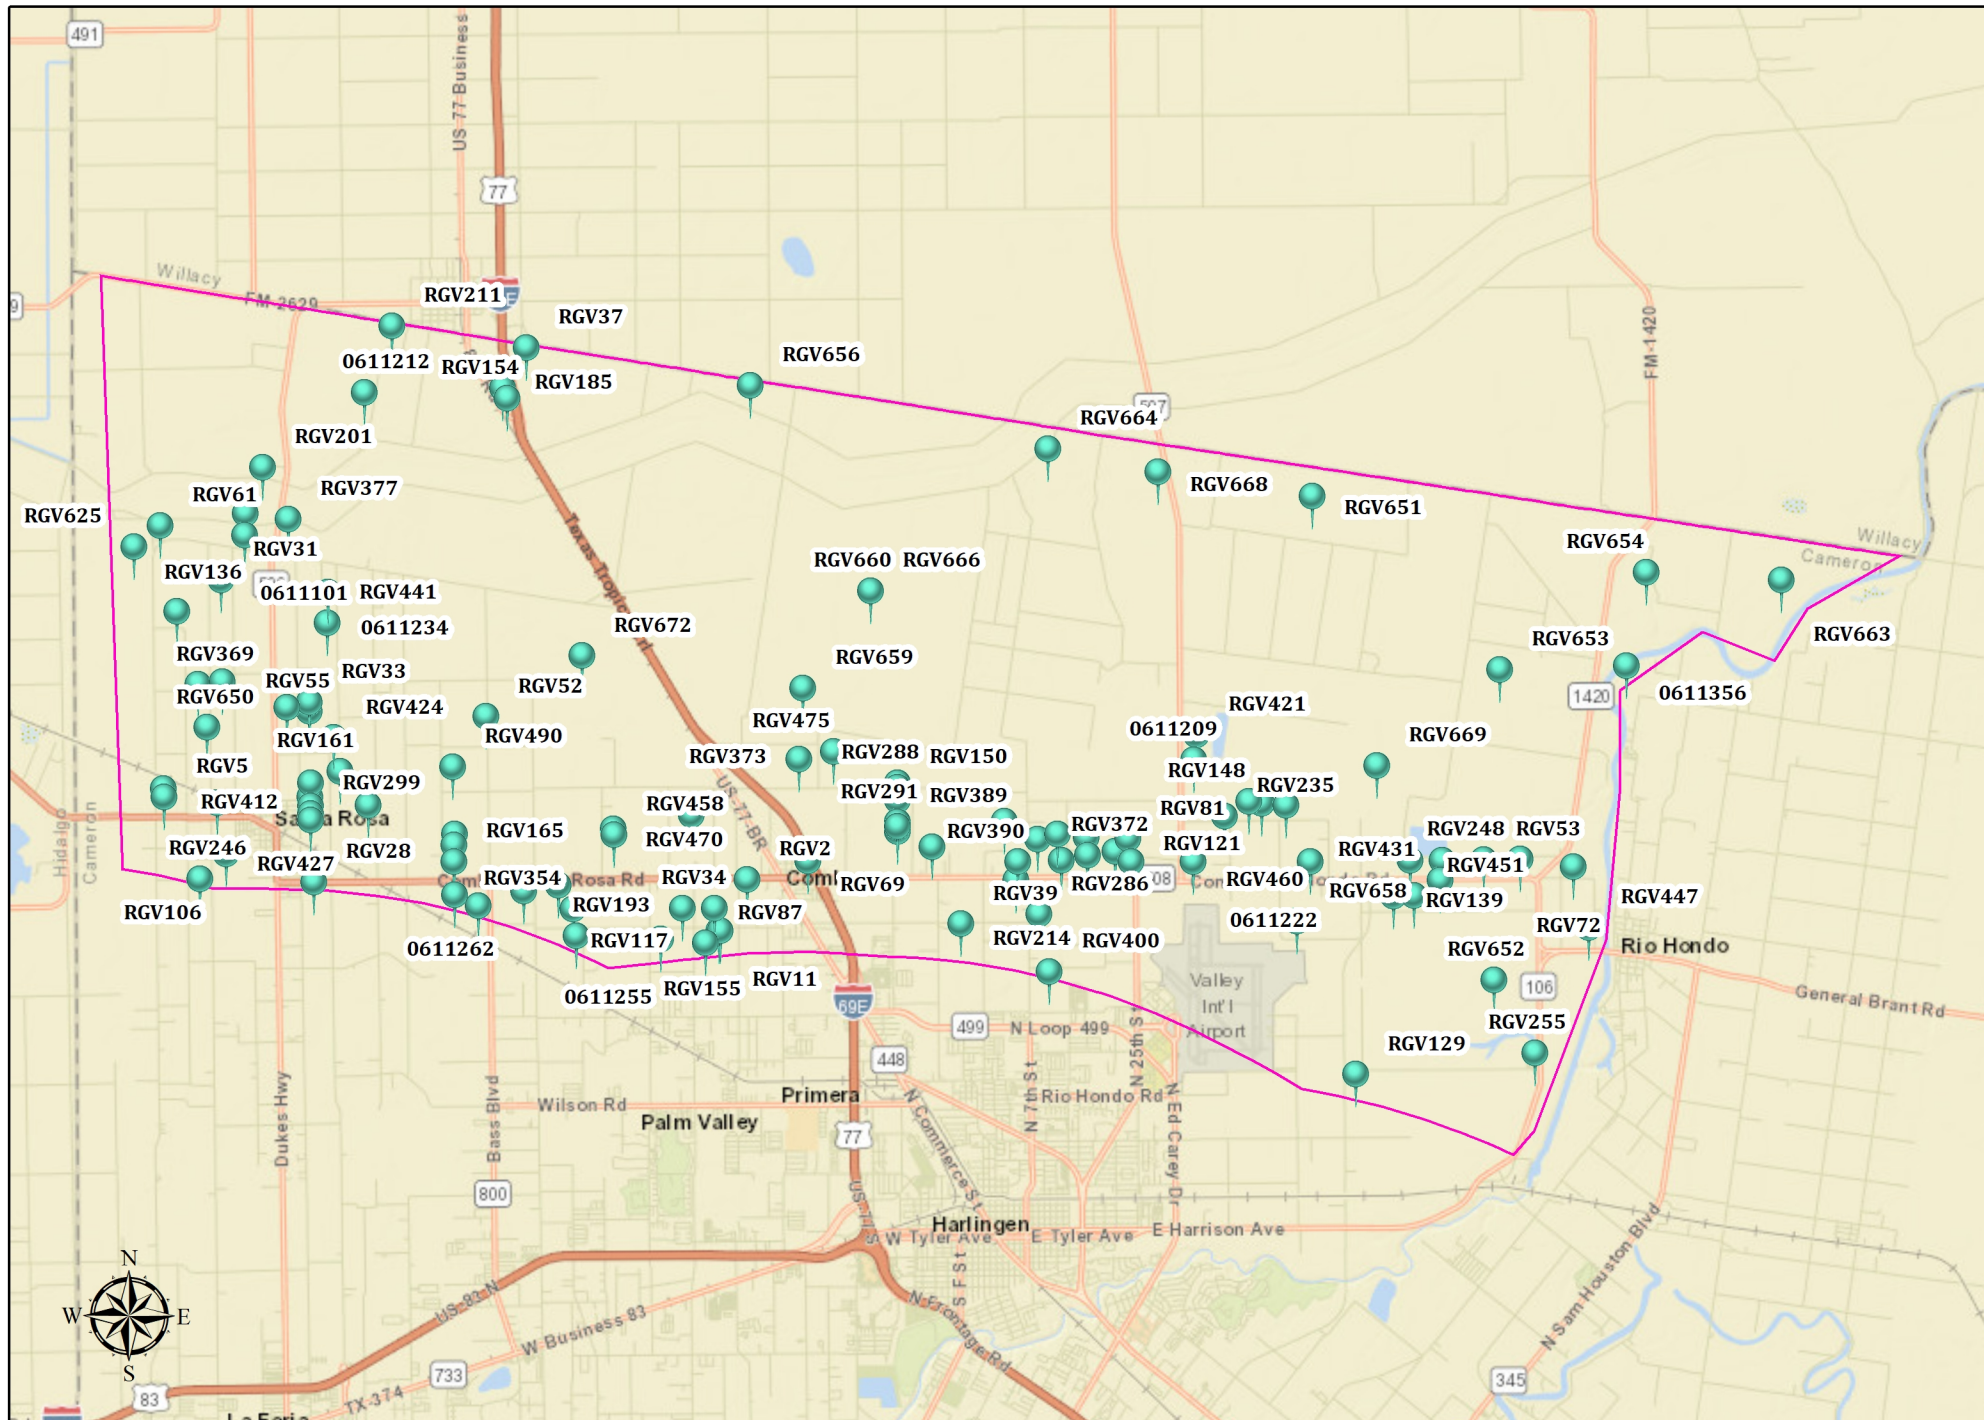 491
US 77 Business
77
Willacy
FM-2629
RGV211
RGV37
0611212
RGV154
RGV185
RGV656
FM-1420
RGV664
RGV201
RGV61
RGV377
RGV625
RGV668
RGV651
RGV31
RGV136
0611101
RGV441
0611234
RGV660
RGV666
RGV654
Willacy
Cameron
RGV672
RGV653
RGV663
RGV369
RGV33
RGV55
RGV659
RGV52
RGV650
RGV424
1420
0611356
RGV421
RGV475
0611209
RGV490
RGV161
RGV669
RGV373
RGV288
RGV150
RGV5
RGV299
RGV148
RGV235
RGV291
RGV389
RGV412
Santa Rosa
RGV458
RGV81
Hidalgo
Cameron
RGV165
RGV470
RGV390
RGV372
RGV248
RGV53
RGV246
RGV427
RGV28
RGV2
RGV121
RGV431
RGV451
RGV354
Rosa Rd
RGV34
RGV69
RGV39
RGV286
RGV460
RGV658
RGV139
RGV447
RGV106
RGV193
RGV87
0611222
RGV72
Rio Hondo
0611262
RGV117
RGV214
RGV400
RGV652
0611255
RGV155
RGV11
US-77-BR
Valley
Int'l
Airport
106
General Brant Rd
69E
499
N Loop 499
RGV255
448
RGV129
N 25th St
N 7th St
Rio Hondo Rd
Primera
Wilson Rd
Palm Valley
Dukes Hwy
Bass Blvd
77
N Commerce St
N Ed Carey Dr
800
Harlingen
W Tyler Ave
E Tyler Ave
E Harrison Ave
S F St
N Sam Houston Blvd
US-83 N
W Business 83
N Frontage Rd
N
W
E
S
733
345
83
TX-374
La Feria